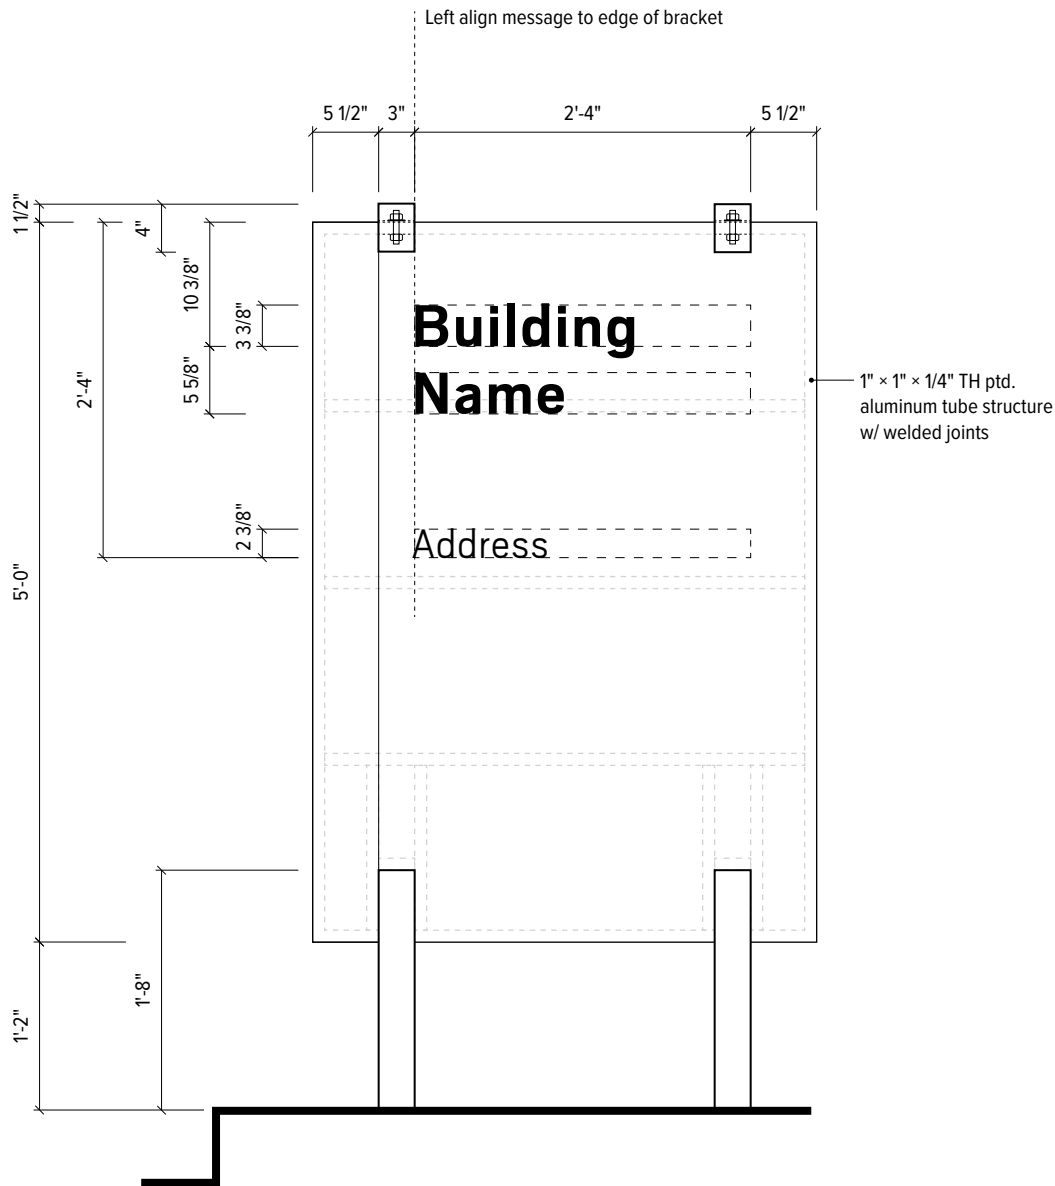 Left align message to edge of bracket
5 1/2" 3" 2'-4" 5 1/2"
1 1/2"
4"
10 3/8"
3 3/8"
Building
Name
5 5/8"
2'-4"
1" × 1" × 1/4" TH ptd.
aluminum tube structure
w/ welded joints
2 3/8"
Address
5'-0"
1'-8"
1'-2"